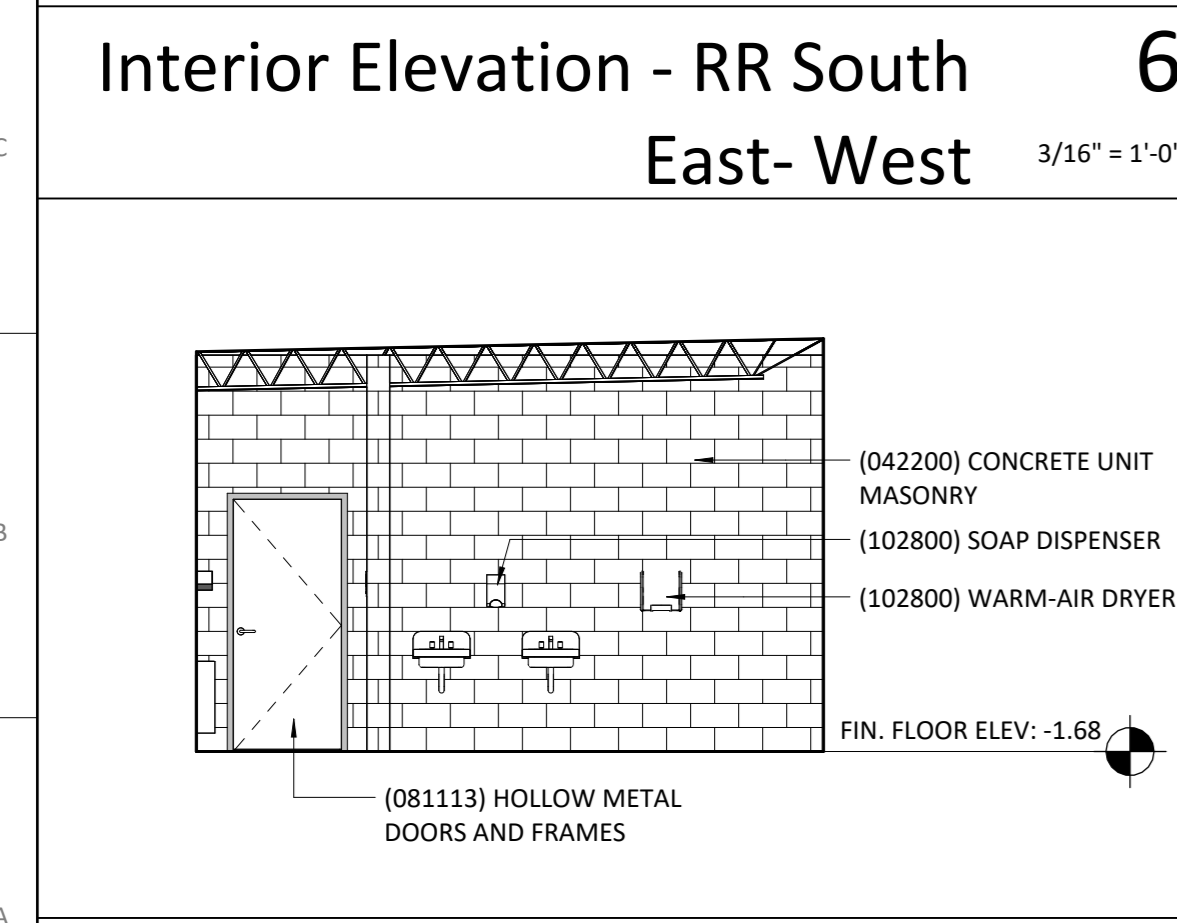 Interior Elevation - RR South 6
East- West 3/16" = 1'-0"
C
(042200) CONCRETE UNIT
MASONRY
B
(102800) SOAP DISPENSER
(102800) WARM-AIR DRYER
FIN. FLOOR ELEV: -1.68
(081113) HOLLOW METAL
DOORS AND FRAMES
A